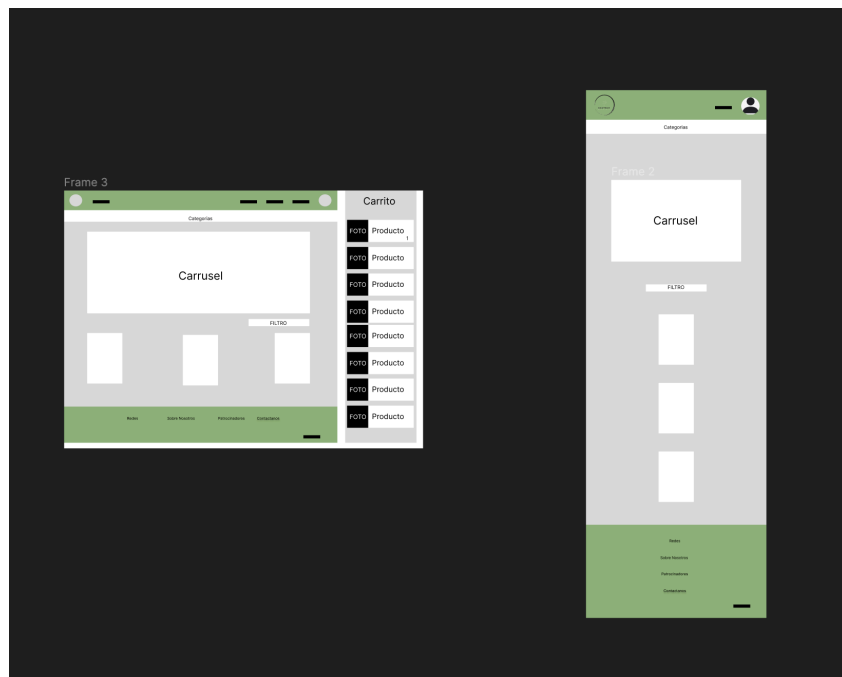 Frame 3
Categorias
Carrusel
FILTRO
Redes
Sobre Nosotros
Patrocinadores
Contactanos
Carrito
FOTO Producto
1
FOTO Producto
FOTO Producto
FOTO Producto
FOTO Producto
FOTO Producto
FOTO Producto
FOTO Producto
Categorias
Frame 2
Carrusel
FILTRO
Redes
Sobre Nosotros
Patrocinadores
Contactanos